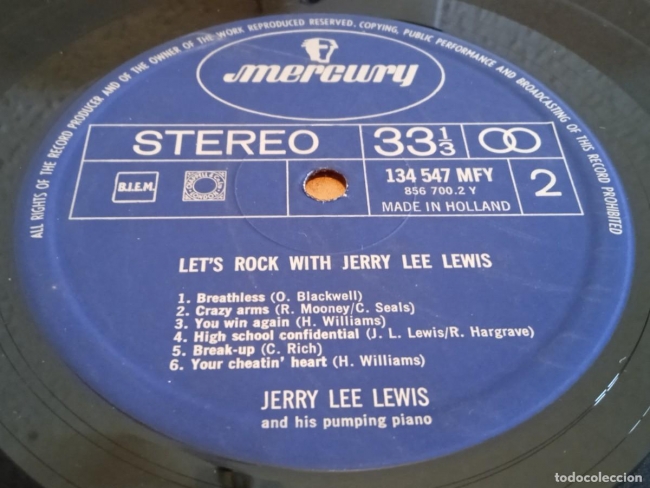 ALL RIGHTS OF THE RECORD PRODUCER AND OF THE OWNER OF THE WORK REPRODUCED RESERVED, COPYING, PUBLIC PERFORMANCE AND BROADCASTING OF THIS RECORD PROHIBITED
mercury
STEREO 33 1/3
B.I.E.M. 134 547 MFY 2
856 700.2 Y
MADE IN HOLLAND
LET'S ROCK WITH JERRY LEE LEWIS
1. Breathless (O. Blackwell)
2. Crazy arms (R. Mooney/C. Seals)
3. You win again (H. Williams)
4. High school confidential (J. L. Lewis/R. Hargrave)
5. Break-up (C. Rich)
6. Your cheatin' heart (H. Williams)
JERRY LEE LEWIS
and his pumping piano
todocoleccion.net